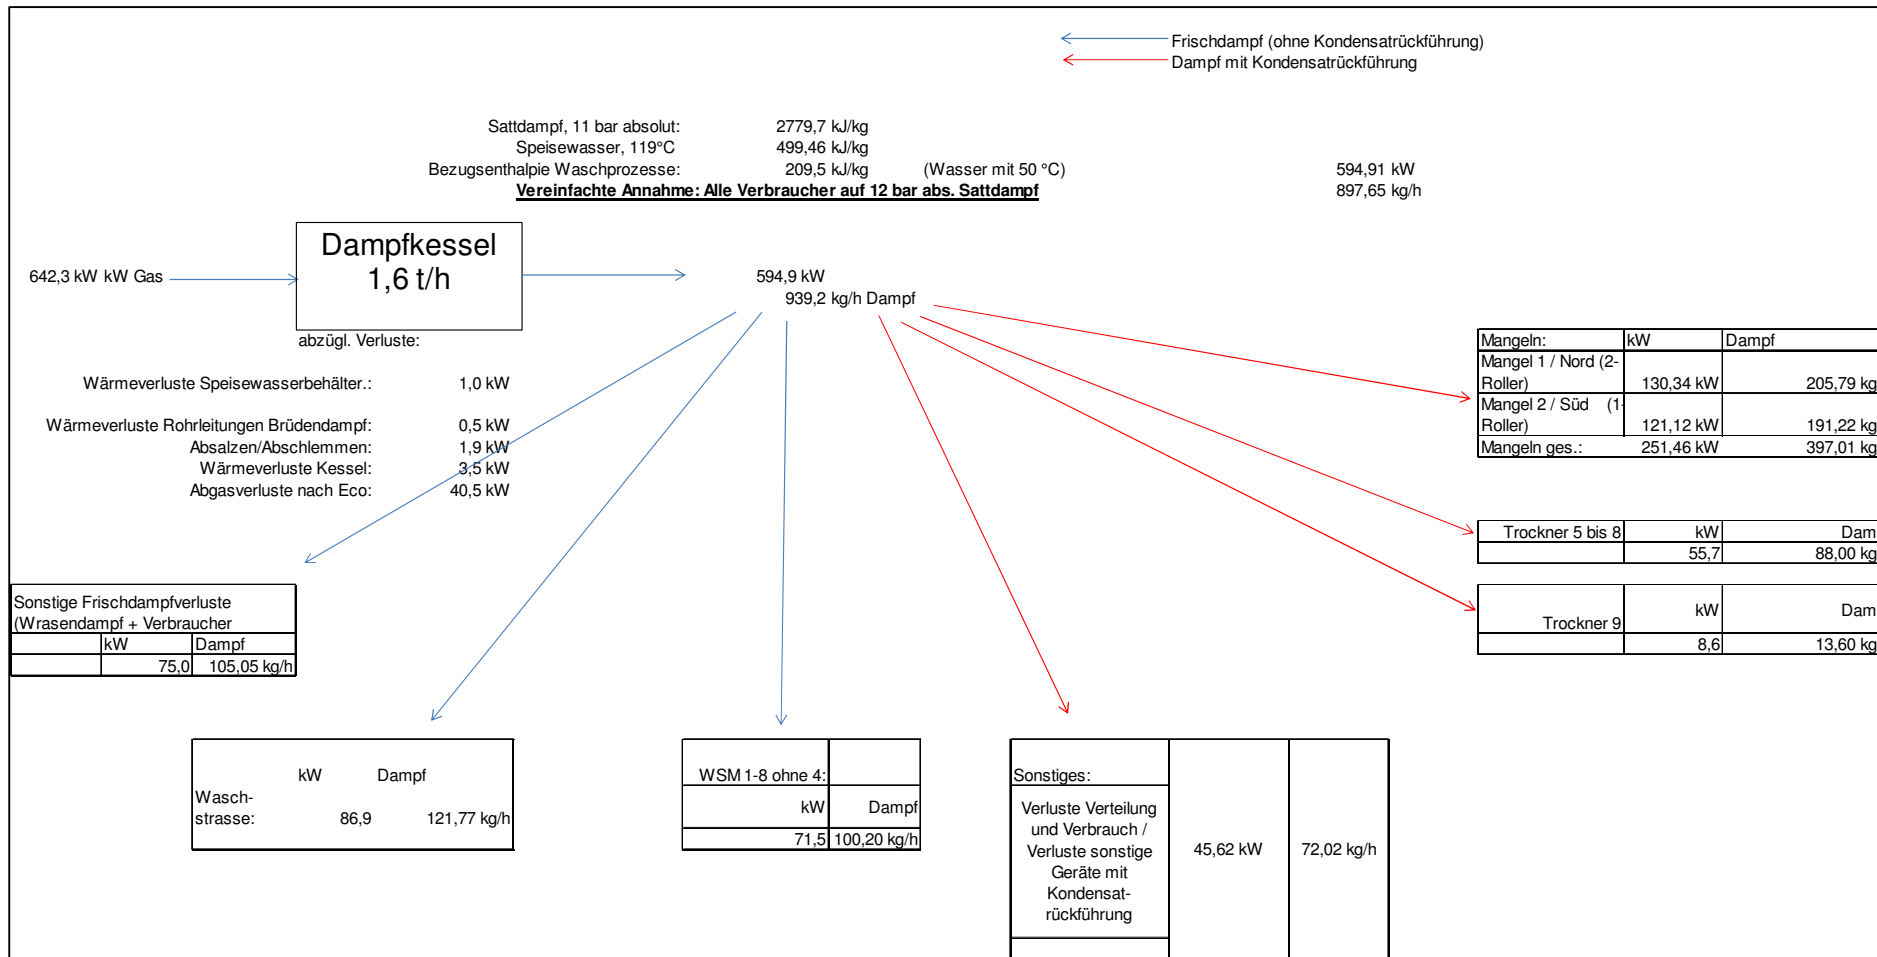 Frischdampf (ohne Kondensatrückführung)
Dampf mit Kondensatrückführung
Sattdampf, 11 bar absolut: 2779,7 kJ/kg
Speisewasser, 119°C 499,46 kJ/kg
Bezugsenthalpie Waschprozesse: 209,5 kJ/kg (Wasser mit 50 °C) 594,91 kW
Vereinfachte Annahme: Alle Verbraucher auf 12 bar abs. Sattdampf 897,65 kg/h
Dampfkessel
1,6 t/h
642,3 kW kW Gas
594,9 kW
939,2 kg/h Dampf
abzügl. Verluste:
Wärmeverluste Speisewasserbehälter.: 1,0 kW
Wärmeverluste Rohrleitungen Brüdendampf: 0,5 kW
Absalzen/Abschlemmen: 1,9 kW
Wärmeverluste Kessel: 3,5 kW
Abgasverluste nach Eco: 40,5 kW
Mangeln: kW Dampf
Mangel 1 / Nord (2-
Roller) 130,34 kW 205,79 kg
Mangel 2 / Süd (1-
Roller) 121,12 kW 191,22 kg
Mangeln ges.: 251,46 kW 397,01 kg
Trockner 5 bis 8 kW Dam
55,7 88,00 kg
Trockner 9 kW Dam
8,6 13,60 kg
Sonstige Frischdampfverluste
(Wrasendampf + Verbraucher
kW Dampf
75,0 105,05 kg/h
kW Dampf
Wasch-
strasse: 86,9 121,77 kg/h
WSM 1-8 ohne 4:
kW Dampf
71,5 100,20 kg/h
Sonstiges:
Verluste Verteilung
und Verbrauch /
Verluste sonstige
Geräte mit
Kondensat-
rückführung
45,62 kW 72,02 kg/h